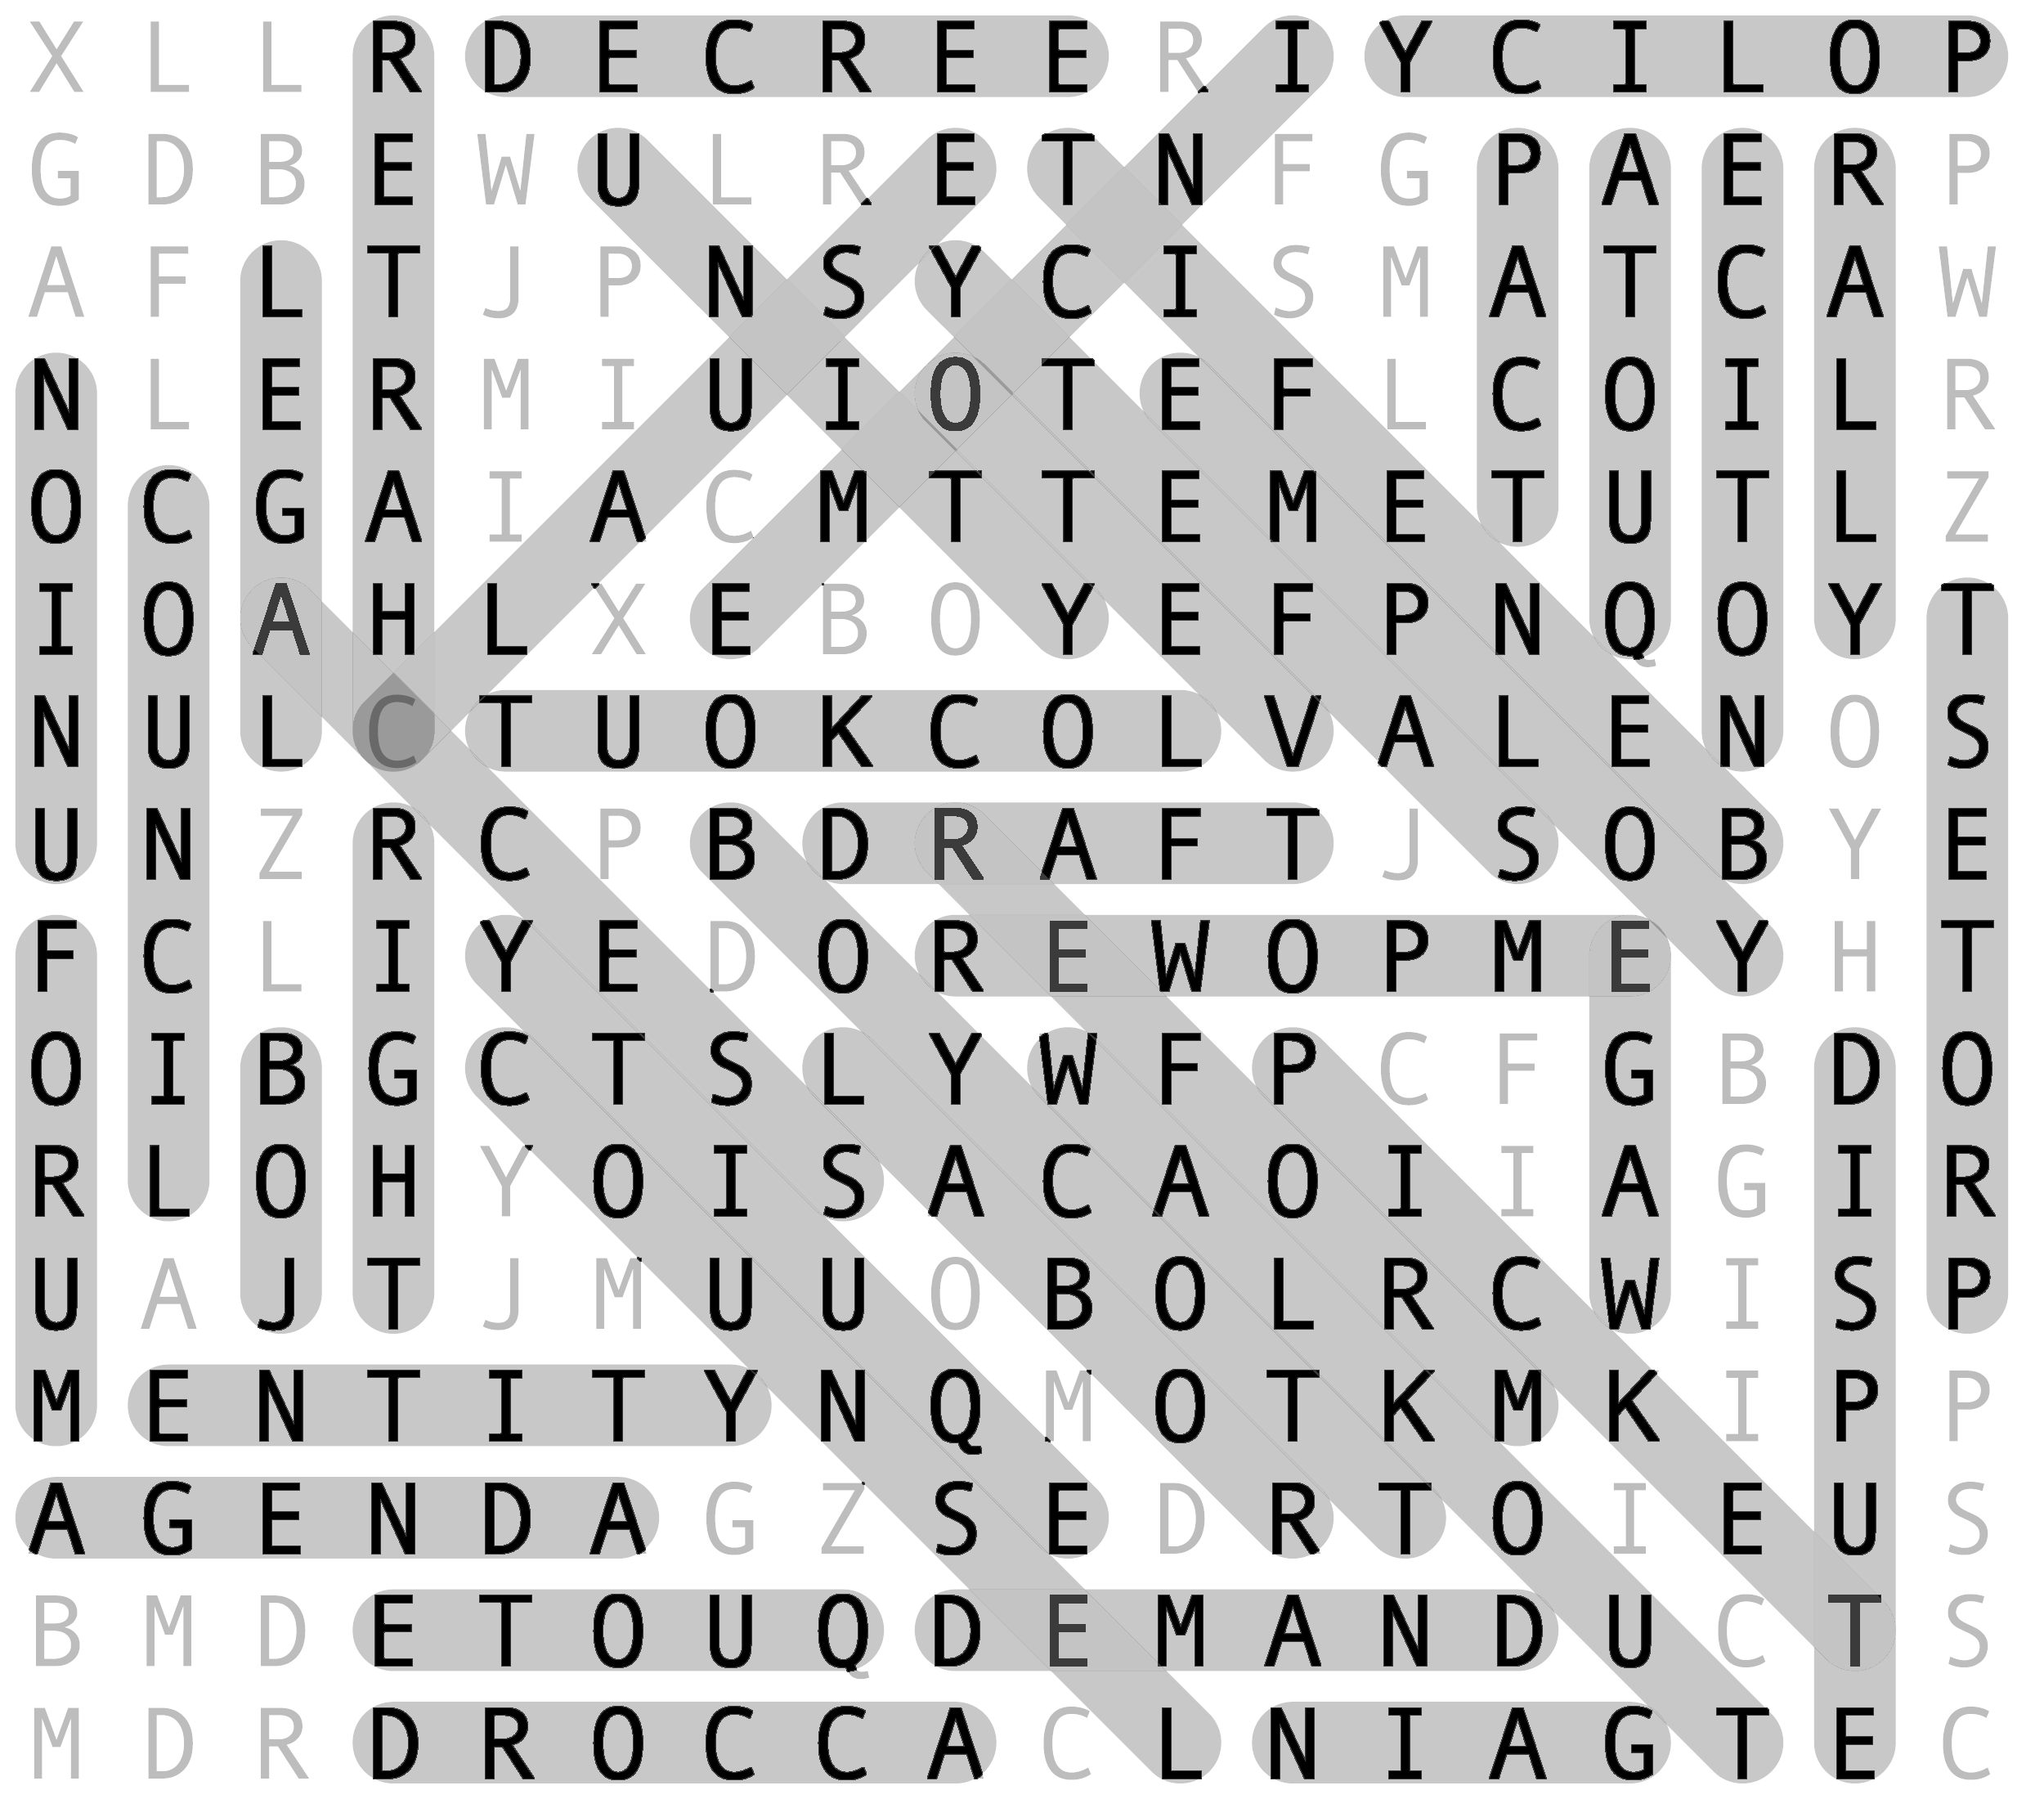 X L L R D E C R E E R I Y C I L O P
G D B E W U L R E T N F G P A E R P
A F L T J P N S Y C I S M A T C A W
N L E R M I U I O T E F L C O I L R
O C G A I A C M T T E M E T U T L Z
I O A H L X E B O Y E F P N Q O Y T
N U L C T U O K C O L V A L E N O S
U N Z R C P B D R A F T J S O B Y E
F C L I Y E D O R E W O P M E Y H T
O I B G C T S L Y W F P C F G B D O
R L O H Y O I S A C A O I I A G I R
U A J T J M U U O B O L R C W I S P
M E N T I T Y N Q M O T K M K I P P
A G E N D A G Z S E D R T O I E U S
B M D E T O U Q D E M A N D U C T S
M D R D R O C C A C L N I A G T E C